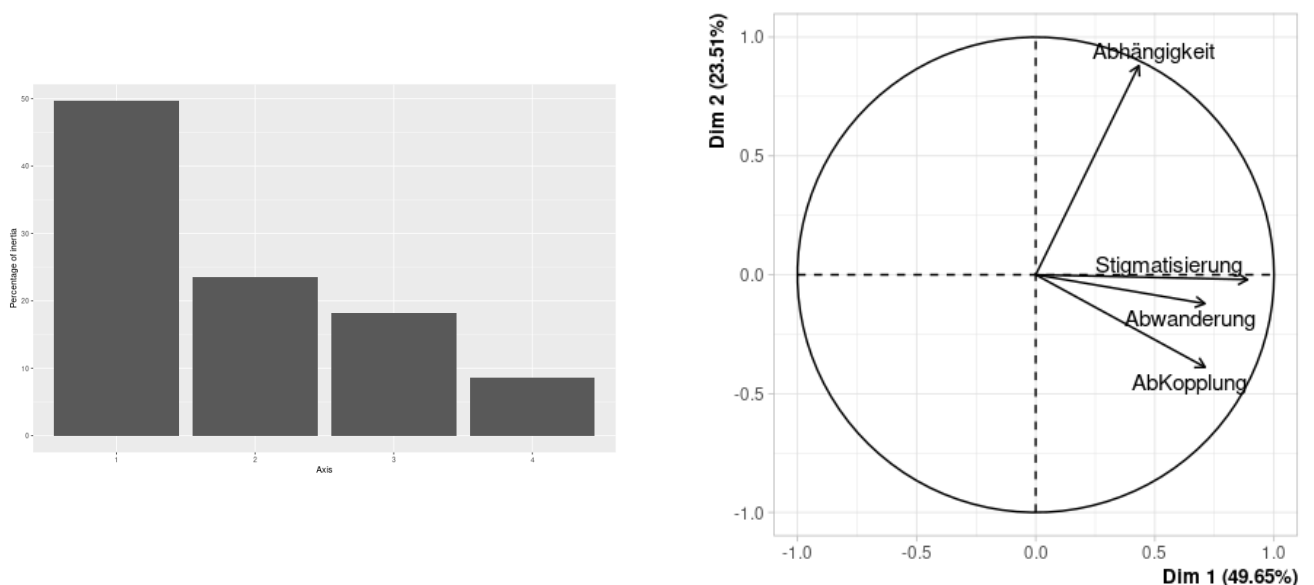 Percentage of inertia
50
40
30
20
10
0
1
2
3
4
Axis
Dim 2 (23.51%)
1.0
0.5
0.0
-0.5
-1.0
Abhängigkeit
Stigmatisierung
Abwanderung
AbKopplung
-1.0
-0.5
0.0
0.5
1.0
Dim 1 (49.65%)